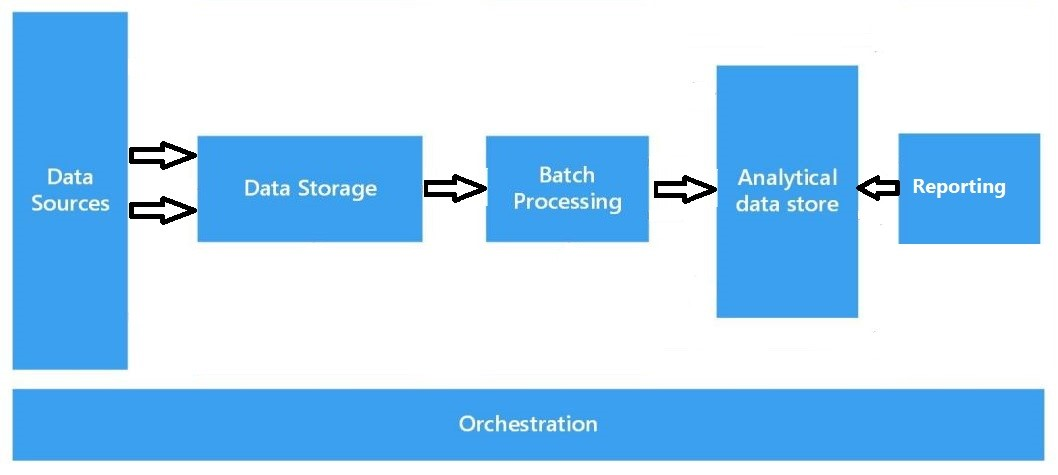 Data
Sources
Data Storage
Batch
Processing
Analytical
data store
Reporting
Orchestration